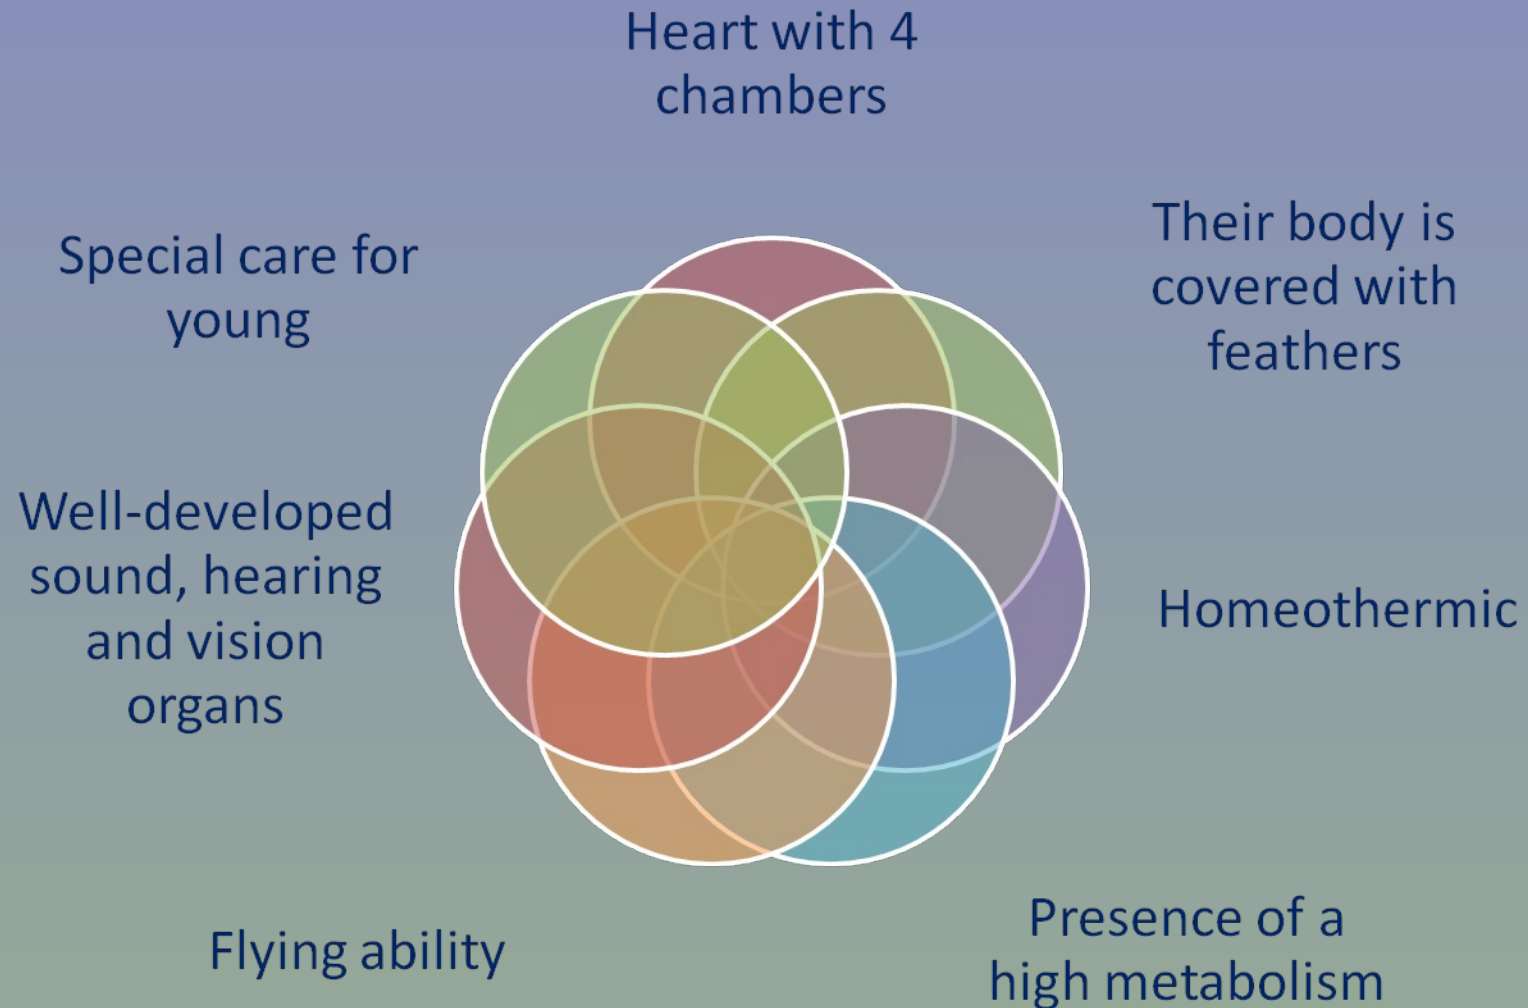 Heart with 4
chambers
Their body is
covered with
feathers
Homeothermic
Presence of a
high metabolism
Flying ability
Well-developed
sound, hearing
and vision
organs
Special care for
young